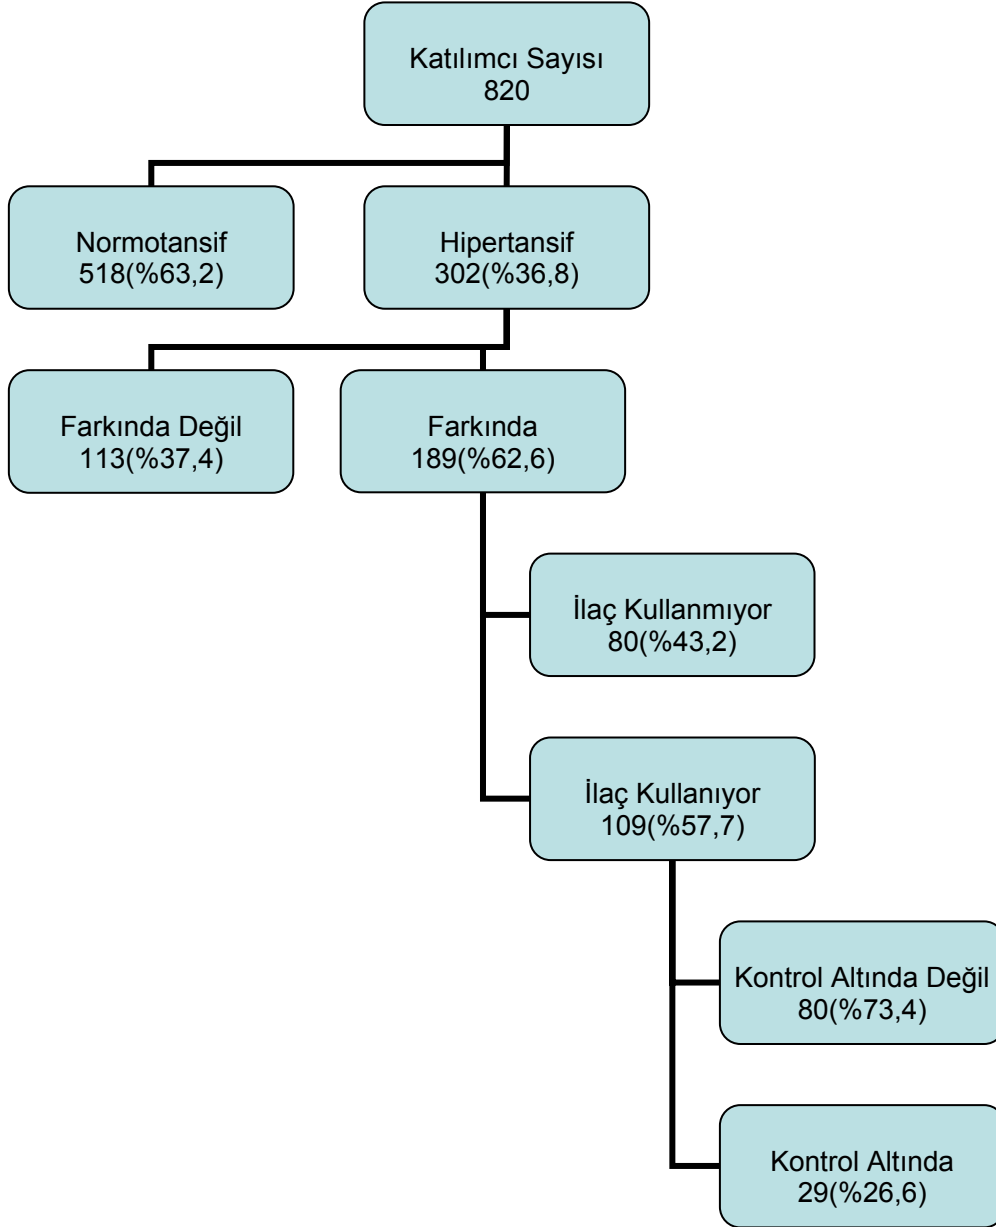 Katılımcı Sayısı
820
Normotansif
518(%63,2)
Hipertansif
302(%36,8)
Farkında Değil
113(%37,4)
Farkında
189(%62,6)
İlaç Kullanmıyor
80(%43,2)
İlaç Kullanıyor
109(%57,7)
Kontrol Altında Değil
80(%73,4)
Kontrol Altında
29(%26,6)